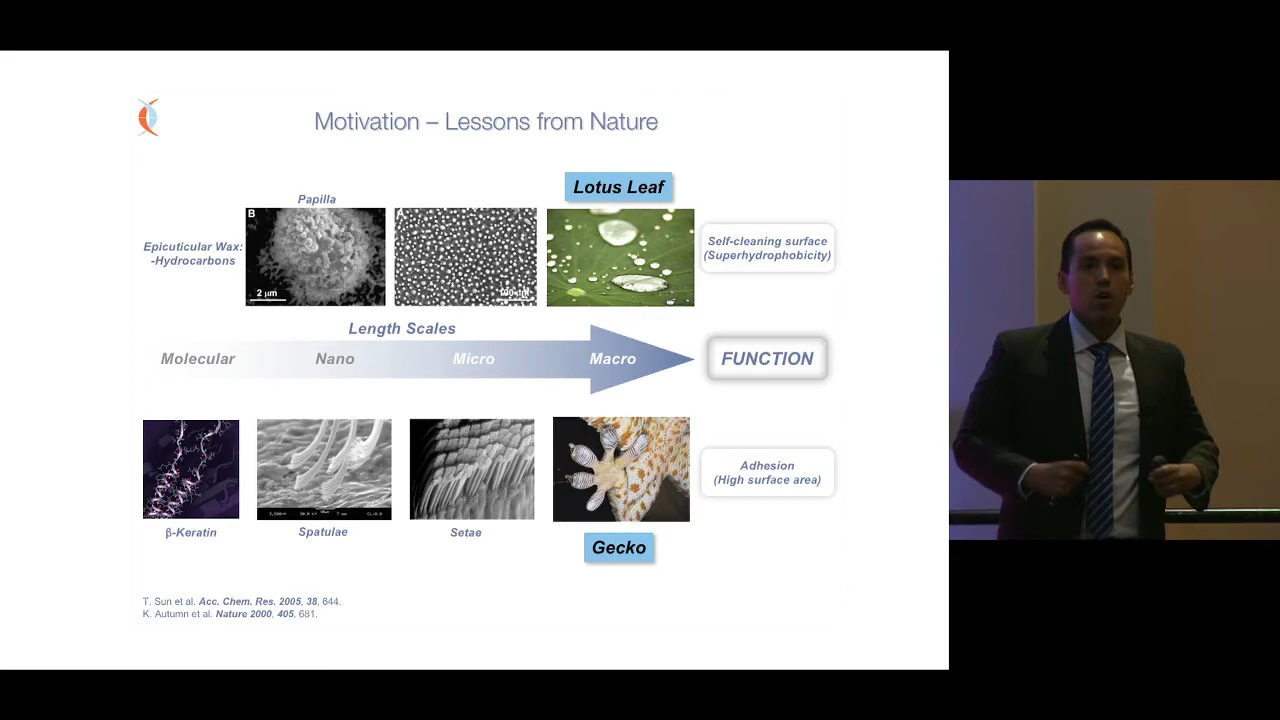 Motivation – Lessons from Nature
Lotus Leaf
Papilla
Epicuticular Wax:
-Hydrocarbons
B
2 μm
A
Self-cleaning surface
(Superhydrophobicity)
Length Scales
Molecular
Nano
Micro
Macro
FUNCTION
Adhesion
(High surface area)
β-Keratin
Spatulae
Setae
Gecko
T. Sun et al. Acc. Chem. Res. 2005, 38, 644.
K. Autumn et al. Nature 2000, 405, 681.